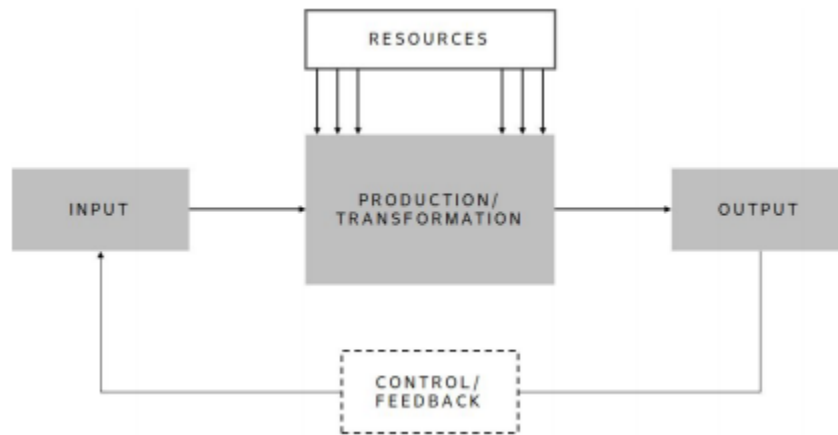 RESOURCES
INPUT
PRODUCTION/
TRANSFORMATION
OUTPUT
CONTROL/
FEEDBACK